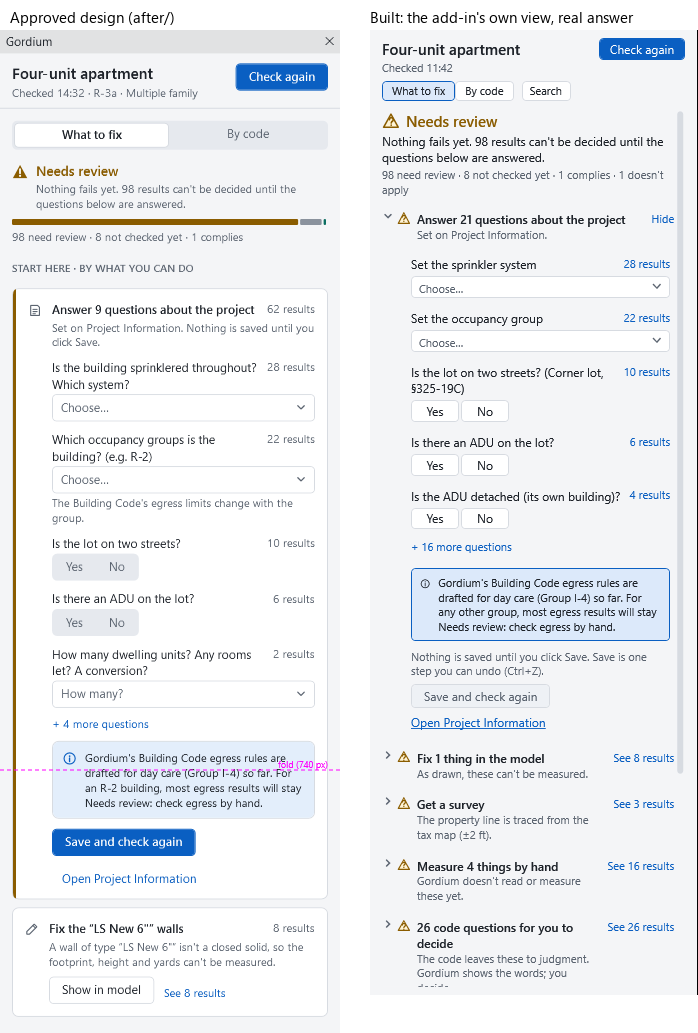 Approved design (after/)
Gordium
Four-unit apartment
Check again
Checked 14:32 · R-3a · Multiple family
What to fix
By code
Needs review
Nothing fails yet. 98 results can't be decided until the
questions below are answered.
98 need review · 8 not checked yet · 1 complies
START HERE · BY WHAT YOU CAN DO
Answer 9 questions about the project
62 results
Set on Project Information. Nothing is saved until you
click Save.
Is the building sprinklered throughout?
28 results
Which system?
Choose...
Which occupancy groups is the
22 results
building? (e.g. R-2)
Choose...
The Building Code's egress limits change with the
group.
Is the lot on two streets?
10 results
Yes
No
Is there an ADU on the lot?
6 results
Yes
No
How many dwelling units? Any rooms
2 results
let? A conversion?
How many?
+ 4 more questions
Gordium's Building Code egress rules are
fold (740 px)
drafted for day care (Group I-4) so far. For
an R-2 building, most egress results will stay
Needs review: check egress by hand.
Save and check again
Open Project Information
Fix the “LS New 6"” walls
8 results
A wall of type “LS New 6"” isn't a closed solid, so the
footprint, height and yards can't be measured.
Show in model
See 8 results
Built: the add-in's own view, real answer
Four-unit apartment
Check again
Checked 11:42
What to fix
By code
Search
Needs review
Nothing fails yet. 98 results can't be decided until the
questions below are answered.
98 need review · 8 not checked yet · 1 complies · 1 doesn't
apply
Answer 21 questions about the project
Hide
Set on Project Information.
Set the sprinkler system
28 results
Choose...
Set the occupancy group
22 results
Choose...
Is the lot on two streets? (Corner lot,
10 results
§325-19C)
Yes
No
Is there an ADU on the lot?
6 results
Yes
No
Is the ADU detached (its own building)?
4 results
Yes
No
+ 16 more questions
Gordium's Building Code egress rules are
drafted for day care (Group I-4) so far. For
any other group, most egress results will stay
Needs review: check egress by hand.
Nothing is saved until you click Save. Save is one
step you can undo (Ctrl+Z).
Save and check again
Open Project Information
Fix 1 thing in the model
See 8 results
As drawn, these can't be measured.
Get a survey
See 3 results
The property line is traced from the
tax map (±2 ft).
Measure 4 things by hand
See 16 results
Gordium doesn't read or measure
these yet.
26 code questions for you to
See 26 results
decide
The code leaves these to judgment.
Gordium shows the words; you